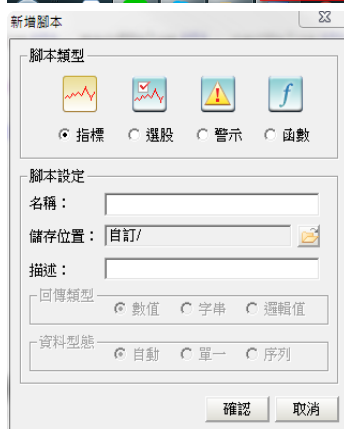 新增腳本
腳本類型
指標 選股 警示 函數
腳本設定
名稱：
儲存位置： 自訂/
描述：
回傳類型
數值 字串 邏輯值
資料型態
自動 單一 序列
確認 取消